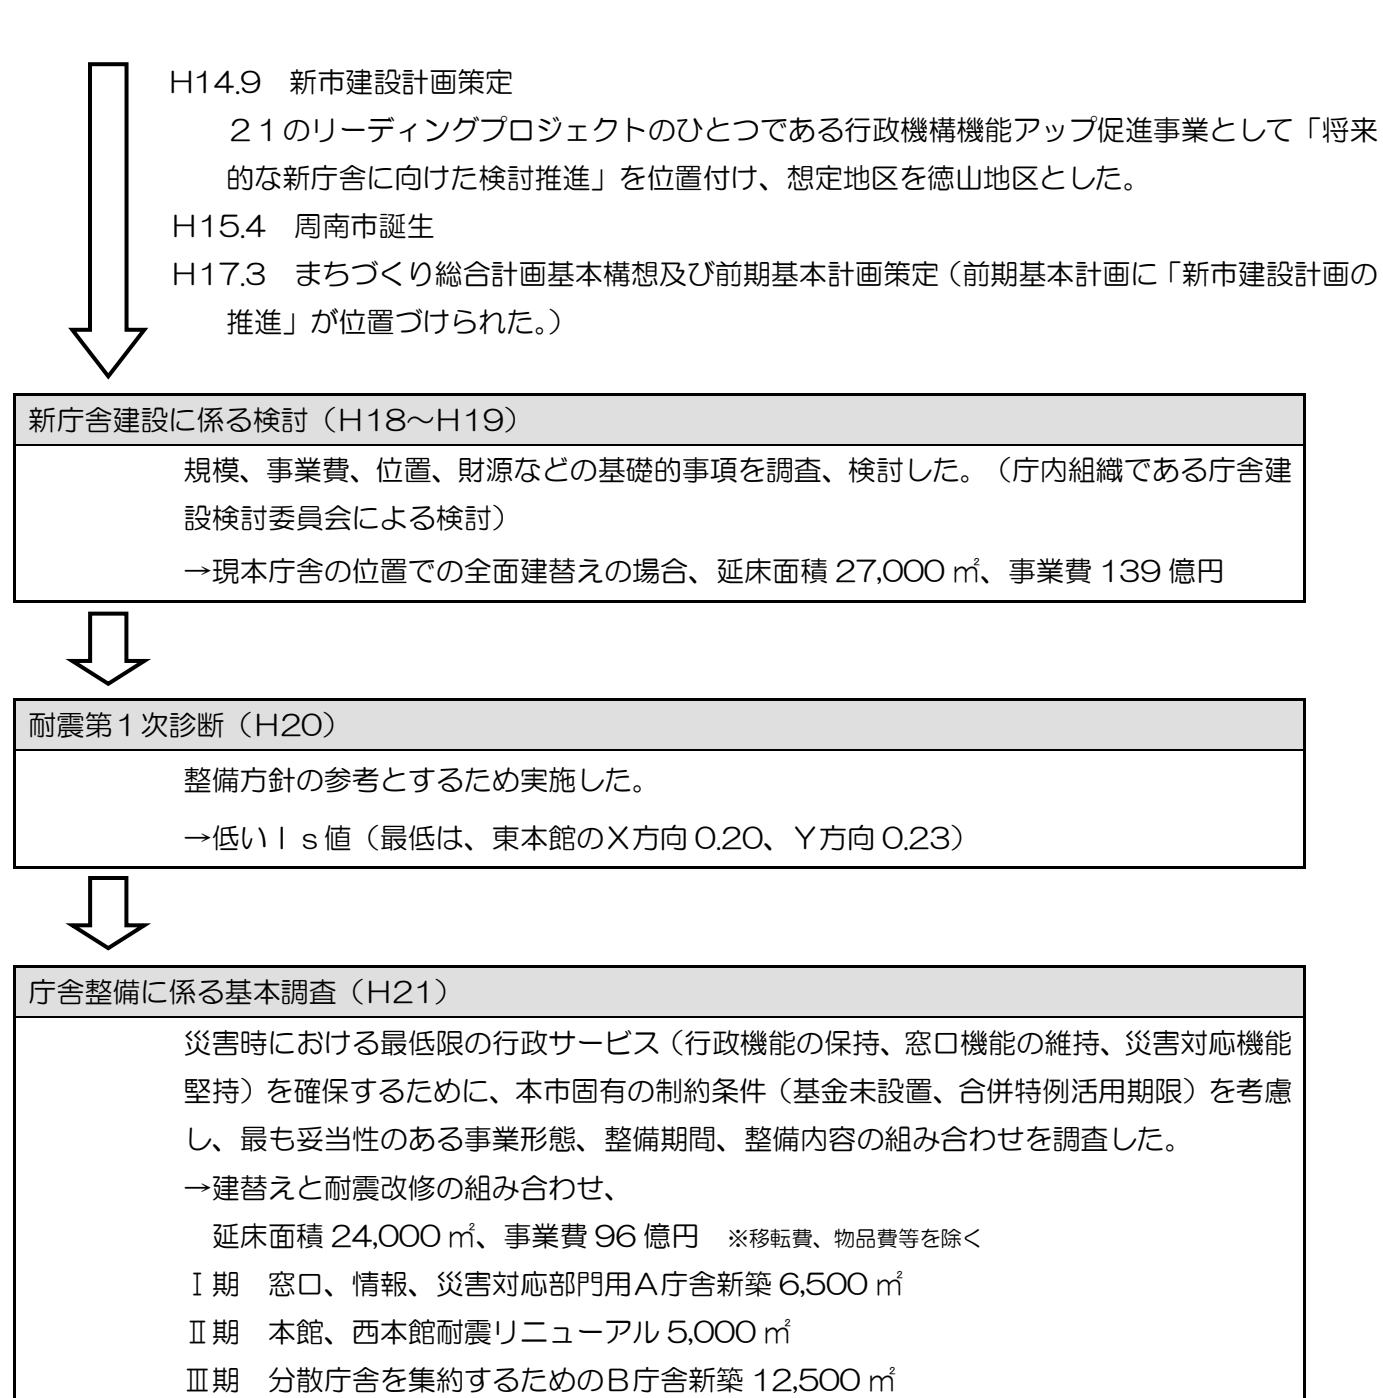 H14.9　新市建設計画策定
２１のリーディングプロジェクトのひとつである行政機構機能アップ促進事業として「将来
的な新庁舎に向けた検討推進」を位置付け、想定地区を徳山地区とした。
H15.4　周南市誕生
H17.3　まちづくり総合計画基本構想及び前期基本計画策定（前期基本計画に「新市建設計画の
推進」が位置づけられた。）
新庁舎建設に係る検討（H18～H19）
規模、事業費、位置、財源などの基礎的事項を調査、検討した。（庁内組織である庁舎建
設検討委員会による検討）
→現本庁舎の位置での全面建替えの場合、延床面積 27,000 ㎡、事業費 139 億円
耐震第１次診断（H20）
整備方針の参考とするため実施した。
→低いＩｓ値（最低は、東本館のＸ方向 0.20、Ｙ方向 0.23）
庁舎整備に係る基本調査（H21）
災害時における最低限の行政サービス（行政機能の保持、窓口機能の維持、災害対応機能
堅持）を確保するために、本市固有の制約条件（基金未設置、合併特例活用期限）を考慮
し、最も妥当性のある事業形態、整備期間、整備内容の組み合わせを調査した。
→建替えと耐震改修の組み合わせ、
延床面積 24,000 ㎡、事業費 96 億円　※移転費、物品費等を除く
Ⅰ期　窓口、情報、災害対応部門用Ａ庁舎新築 6,500 ㎡
Ⅱ期　本館、西本館耐震リニューアル 5,000 ㎡
Ⅲ期　分散庁舎を集約するためのＢ庁舎新築 12,500 ㎡